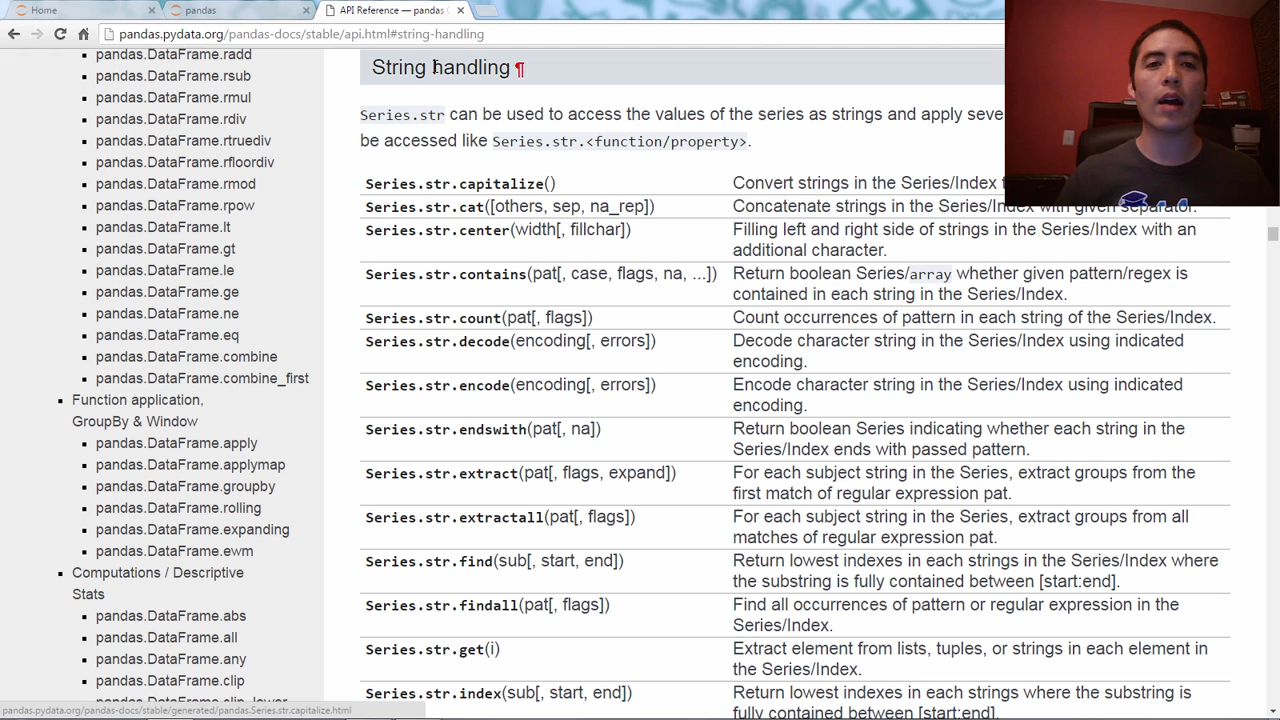 Home
pandas
API Reference — pandas
pandas.pydata.org/pandas-docs/stable/api.html#string-handling
pandas.DataFrame.radd
pandas.DataFrame.rsub
pandas.DataFrame.rmul
pandas.DataFrame.rdiv
pandas.DataFrame.rtruediv
pandas.DataFrame.rfloordiv
pandas.DataFrame.rmod
pandas.DataFrame.rpow
pandas.DataFrame.lt
pandas.DataFrame.gt
pandas.DataFrame.le
pandas.DataFrame.ge
pandas.DataFrame.ne
pandas.DataFrame.eq
pandas.DataFrame.combine
pandas.DataFrame.combine_first
Function application,
GroupBy & Window
pandas.DataFrame.apply
pandas.DataFrame.applymap
pandas.DataFrame.groupby
pandas.DataFrame.rolling
pandas.DataFrame.expanding
pandas.DataFrame.ewm
Computations / Descriptive
Stats
pandas.DataFrame.abs
pandas.DataFrame.all
pandas.DataFrame.any
pandas.DataFrame.clip
pandas.DataFrame.clip_lower
pandas.pydata.org/pandas-docs/stable/generated/pandas.Series.str.capitalize.html
String handling ¶
Series.str can be used to access the values of the series as strings and apply
be accessed like Series.str.<function/property>.
Series.str.capitalize() Convert strings in the Series/Index
Series.str.cat([others, sep, na_rep]) Concatenate strings in the Series/Index with given separator.
Series.str.center(width[, fillchar]) Filling left and right side of strings in the Series/Index with an
additional character.
Series.str.contains(pat[, case, flags, na, ...]) Return boolean Series/array whether given pattern/regex is
contained in each string in the Series/Index.
Series.str.count(pat[, flags]) Count occurrences of pattern in each string of the Series/Index.
Series.str.decode(encoding[, errors]) Decode character string in the Series/Index using indicated
encoding.
Series.str.encode(encoding[, errors]) Encode character string in the Series/Index using indicated
encoding.
Series.str.endswith(pat[, na]) Return boolean Series indicating whether each string in the
Series/Index ends with passed pattern.
Series.str.extract(pat[, flags, expand]) For each subject string in the Series, extract groups from the
first match of regular expression pat.
Series.str.extractall(pat[, flags]) For each subject string in the Series, extract groups from all
matches of regular expression pat.
Series.str.find(sub[, start, end]) Return lowest indexes in each strings in the Series/Index where
the substring is fully contained between [start:end].
Series.str.findall(pat[, flags]) Find all occurrences of pattern or regular expression in the
Series/Index.
Series.str.get(i) Extract element from lists, tuples, or strings in each element in
the Series/Index.
Series.str.index(sub[, start, end]) Return lowest indexes in each strings where the substring is
fully contained between [start:end].